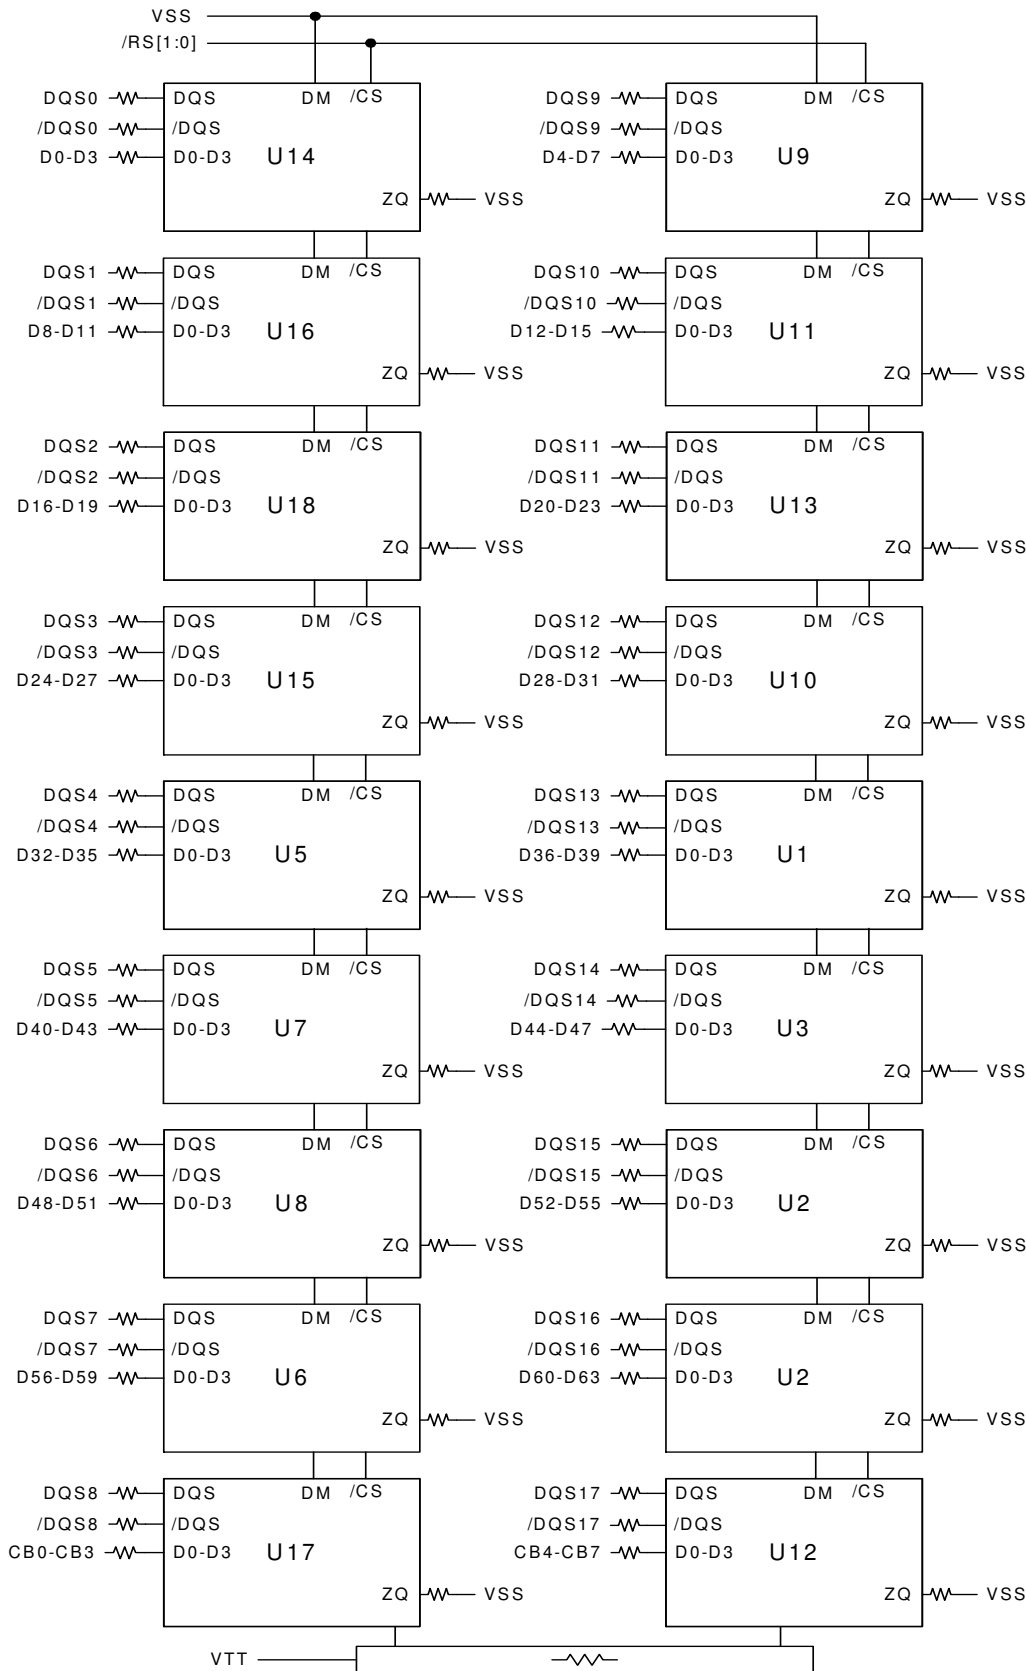 VSS
/RS[1:0]
DQS0 DQS DM /CS
/DQS0 /DQS
D0-D3 D0-D3 U14
ZQ VSS
DQS9 DQS DM /CS
/DQS9 /DQS
D4-D7 D0-D3 U9
ZQ VSS
DQS1 DQS DM /CS
/DQS1 /DQS
D8-D11 D0-D3 U16
ZQ VSS
DQS10 DQS DM /CS
/DQS10 /DQS
D12-D15 D0-D3 U11
ZQ VSS
DQS2 DQS DM /CS
/DQS2 /DQS
D16-D19 D0-D3 U18
ZQ VSS
DQS11 DQS DM /CS
/DQS11 /DQS
D20-D23 D0-D3 U13
ZQ VSS
DQS3 DQS DM /CS
/DQS3 /DQS
D24-D27 D0-D3 U15
ZQ VSS
DQS12 DQS DM /CS
/DQS12 /DQS
D28-D31 D0-D3 U10
ZQ VSS
DQS4 DQS DM /CS
/DQS4 /DQS
D32-D35 D0-D3 U5
ZQ VSS
DQS13 DQS DM /CS
/DQS13 /DQS
D36-D39 D0-D3 U1
ZQ VSS
DQS5 DQS DM /CS
/DQS5 /DQS
D40-D43 D0-D3 U7
ZQ VSS
DQS14 DQS DM /CS
/DQS14 /DQS
D44-D47 D0-D3 U3
ZQ VSS
DQS6 DQS DM /CS
/DQS6 /DQS
D48-D51 D0-D3 U8
ZQ VSS
DQS15 DQS DM /CS
/DQS15 /DQS
D52-D55 D0-D3 U2
ZQ VSS
DQS7 DQS DM /CS
/DQS7 /DQS
D56-D59 D0-D3 U6
ZQ VSS
DQS16 DQS DM /CS
/DQS16 /DQS
D60-D63 D0-D3 U2
ZQ VSS
DQS8 DQS DM /CS
/DQS8 /DQS
CB0-CB3 D0-D3 U17
ZQ VSS
DQS17 DQS DM /CS
/DQS17 /DQS
CB4-CB7 D0-D3 U12
ZQ VSS
VTT